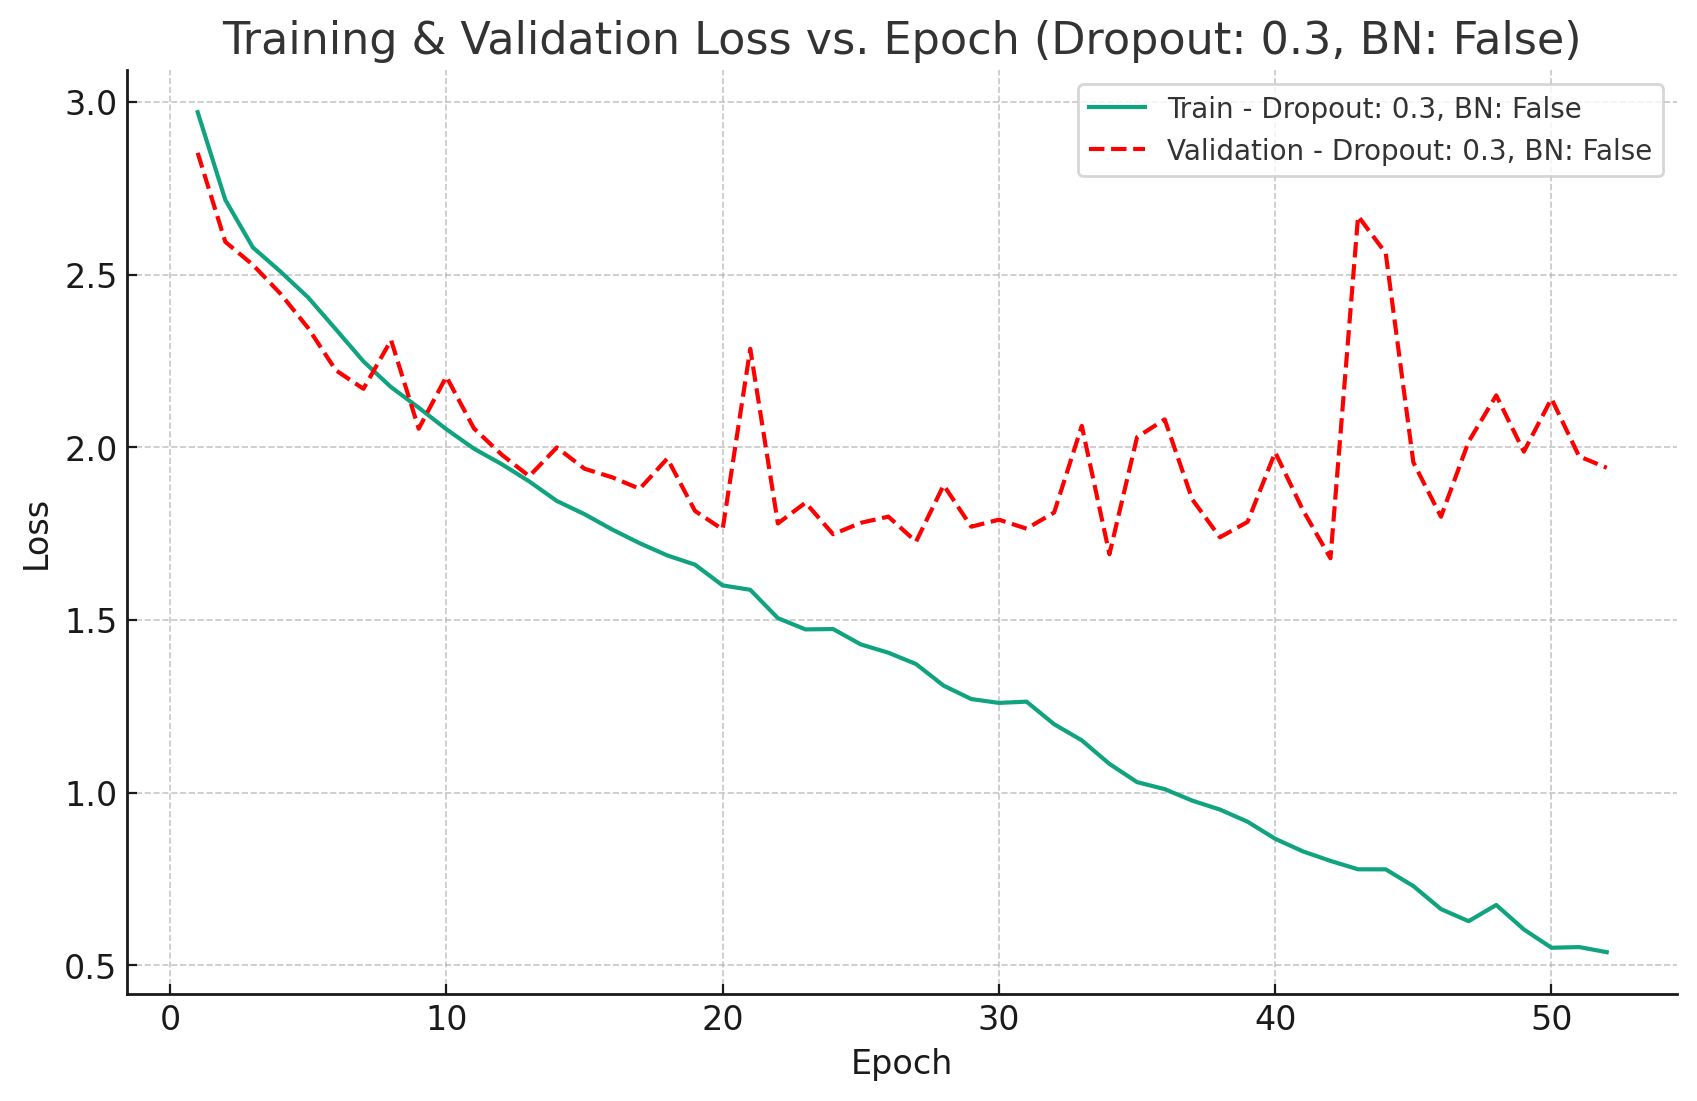 Training & Validation Loss vs. Epoch (Dropout: 0.3, BN: False)
Train - Dropout: 0.3, BN: False
Validation - Dropout: 0.3, BN: False
Loss
3.0
2.5
2.0
1.5
1.0
0.5
0 10 20 30 40 50
Epoch